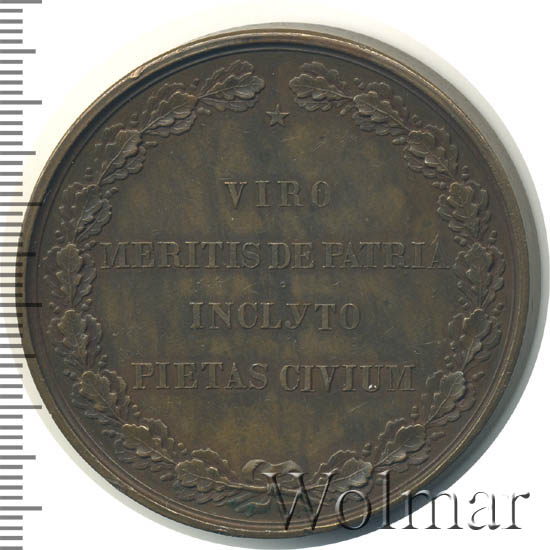 VIRO
MERITIS DE PATRIA
INCLYTO
PIETAS CIVIUM
Wolmar